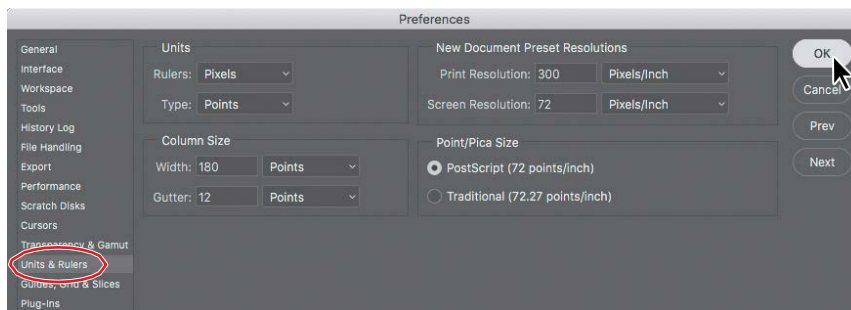 Preferences
General
Interface
Workspace
Tools
History Log
File Handling
Export
Performance
Scratch Disks
Cursors
Transparency & Gamut
Units & Rulers
Guides, Grid & Slices
Plug-Ins
Units
Rulers: Pixels
Type: Points
Column Size
Width: 180 Points
Gutter: 12 Points
New Document Preset Resolutions
Print Resolution: 300 Pixels/Inch
Screen Resolution: 72 Pixels/Inch
Point/Pica Size
PostScript (72 points/inch)
Traditional (72.27 points/inch)
OK
Cancel
Prev
Next